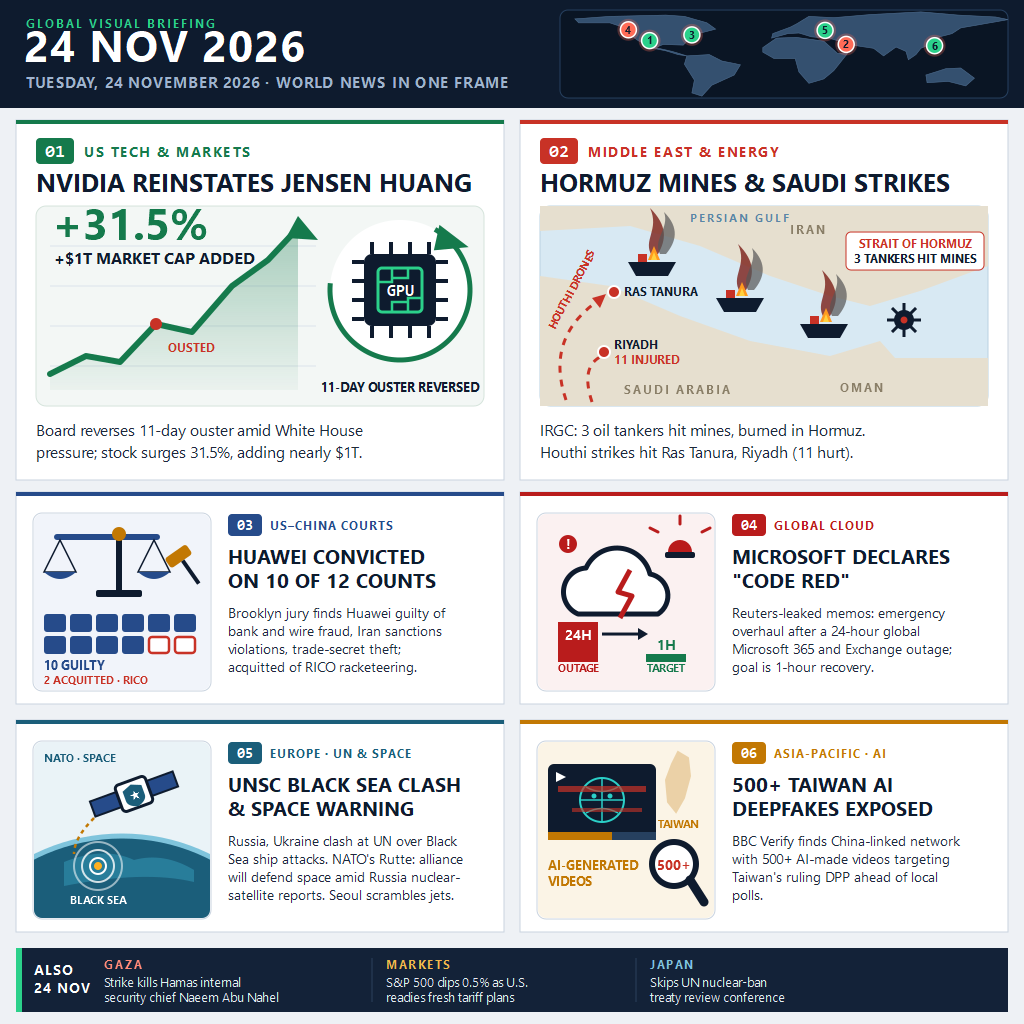 GLOBAL VISUAL BRIEFING
24 NOV 2026
TUESDAY, 24 NOVEMBER 2026 · WORLD NEWS IN ONE FRAME
4
1
3
5
2
6
01 US TECH & MARKETS
NVIDIA REINSTATES JENSEN HUANG
+31.5%
+$1T MARKET CAP ADDED
GPU
OUSTED
11-DAY OUSTER REVERSED
Board reverses 11-day ouster amid White House
pressure; stock surges 31.5%, adding nearly $1T.
02 MIDDLE EAST & ENERGY
HORMUZ MINES & SAUDI STRIKES
PERSIAN GULF
IRAN
STRAIT OF HORMUZ
3 TANKERS HIT MINES
HOUTHI DRONES
RAS TANURA
RIYADH
11 INJURED
SAUDI ARABIA
OMAN
IRGC: 3 oil tankers hit mines, burned in Hormuz.
Houthi strikes hit Ras Tanura, Riyadh (11 hurt).
03 US–CHINA COURTS
HUAWEI CONVICTED
ON 10 OF 12 COUNTS
10 GUILTY
2 ACQUITTED · RICO
Brooklyn jury finds Huawei guilty of
bank and wire fraud, Iran sanctions
violations, trade-secret theft;
acquitted of RICO racketeering.
04 GLOBAL CLOUD
MICROSOFT DECLARES
"CODE RED"
!
24H
OUTAGE
1H
TARGET
Reuters-leaked memos: emergency
overhaul after a 24-hour global
Microsoft 365 and Exchange outage;
goal is 1-hour recovery.
05 EUROPE · UN & SPACE
UNSC BLACK SEA CLASH
& SPACE WARNING
NATO · SPACE
BLACK SEA
Russia, Ukraine clash at UN over Black
Sea ship attacks. NATO's Rutte: alliance
will defend space amid Russia nuclear-
satellite reports. Seoul scrambles jets.
06 ASIA-PACIFIC · AI
500+ TAIWAN AI
DEEPFAKES EXPOSED
TAIWAN
AI-GENERATED
VIDEOS
500+
BBC Verify finds China-linked network
with 500+ AI-made videos targeting
Taiwan's ruling DPP ahead of local
polls.
ALSO
24 NOV
GAZA
Strike kills Hamas internal
security chief Naeem Abu Nahel
MARKETS
S&P 500 dips 0.5% as U.S.
readies fresh tariff plans
JAPAN
Skips UN nuclear-ban
treaty review conference